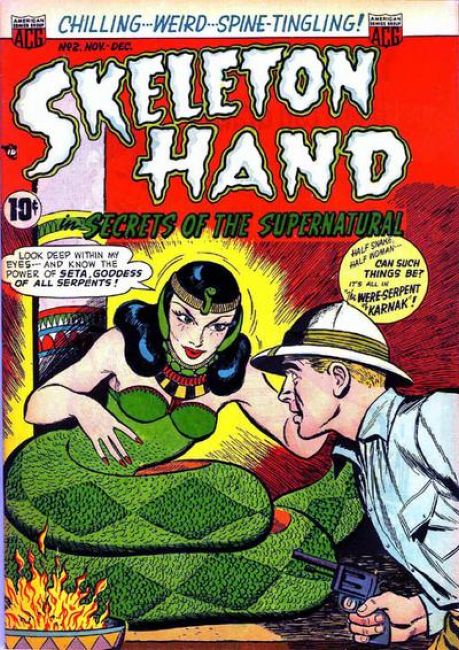 CHILLING---WEIRD---SPINE-TINGLING!
AMERICAN
COMICS GROUP
ACG
AMERICAN
COMICS GROUP
ACG
No2. NOV.-DEC.
SKELETON
HAND
10¢
in SECRETS OF THE SUPERNATURAL
LOOK DEEP WITHIN MY
EYES-- AND KNOW THE
POWER OF SETA, GODDESS
OF ALL SERPENTS!
HALF SNAKE,
HALF WOMAN--
CAN SUCH
THINGS BE?
IT'S ALL IN
"The WERE-SERPENT
of KARNAK"!